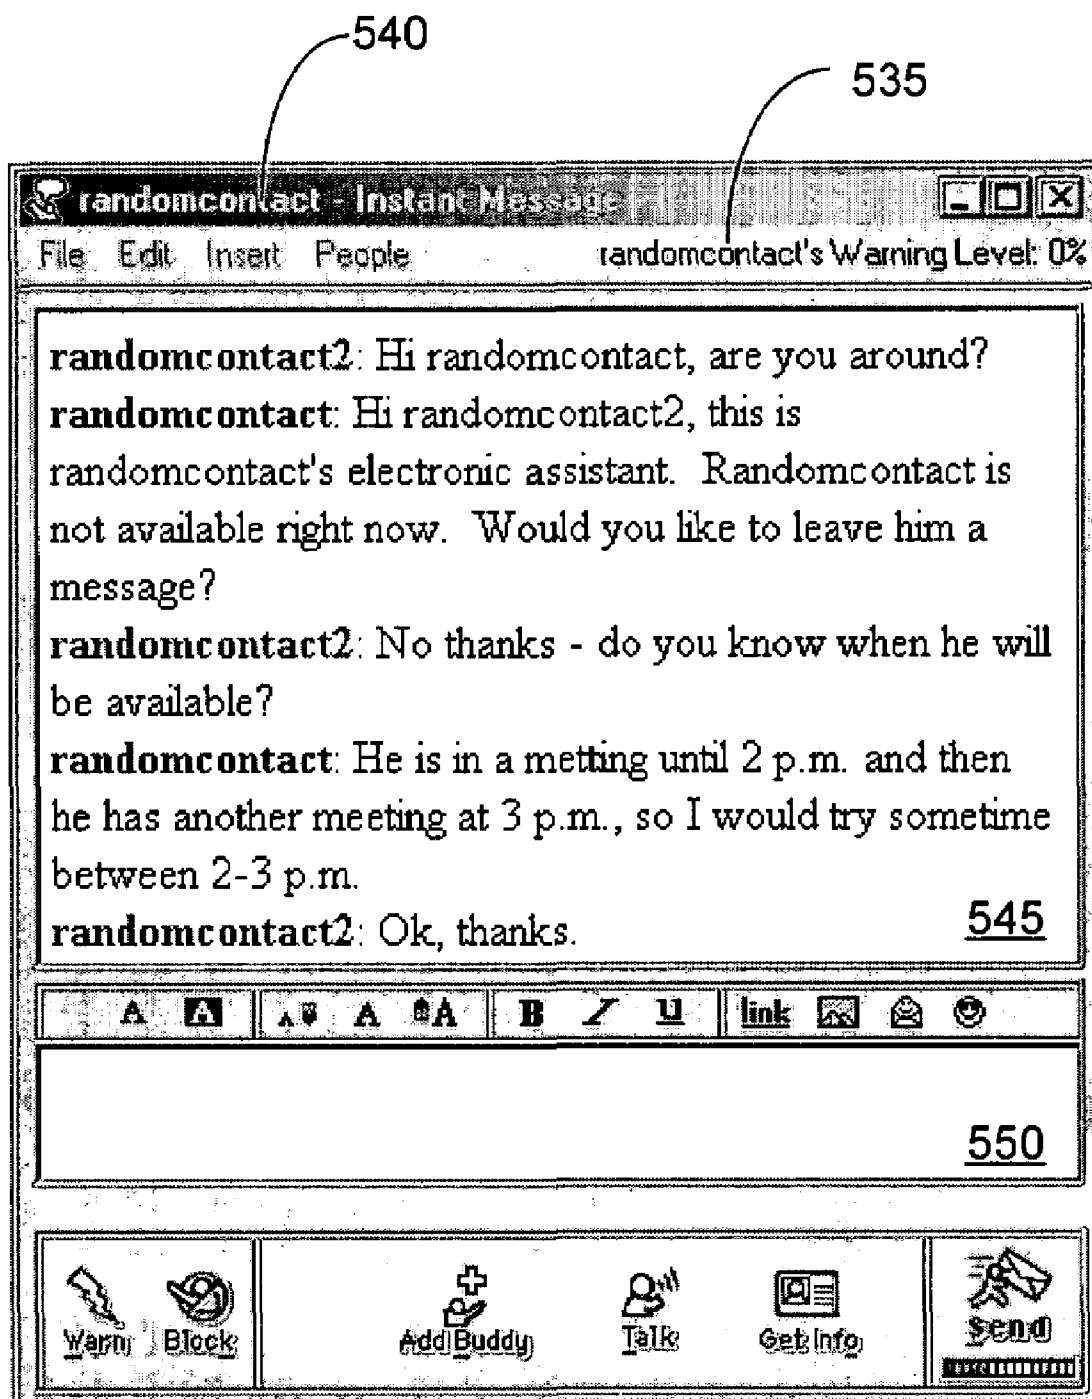 540
535
randomcontact - Instant Message
File Edit Insert People randomcontact's Warning Level: 0%
randomcontact2: Hi randomcontact, are you around?
randomcontact: Hi randomcontact2, this is
randomcontact's electronic assistant. Randomcontact is
not available right now. Would you like to leave him a
message?
randomcontact2: No thanks - do you know when he will
be available?
randomcontact: He is in a metting until 2 p.m. and then
he has another meeting at 3 p.m., so I would try sometime
between 2-3 p.m.
randomcontact2: Ok, thanks.
545
A A A A A B I U link
550
Warn Block Add Buddy Talk Get Info Send